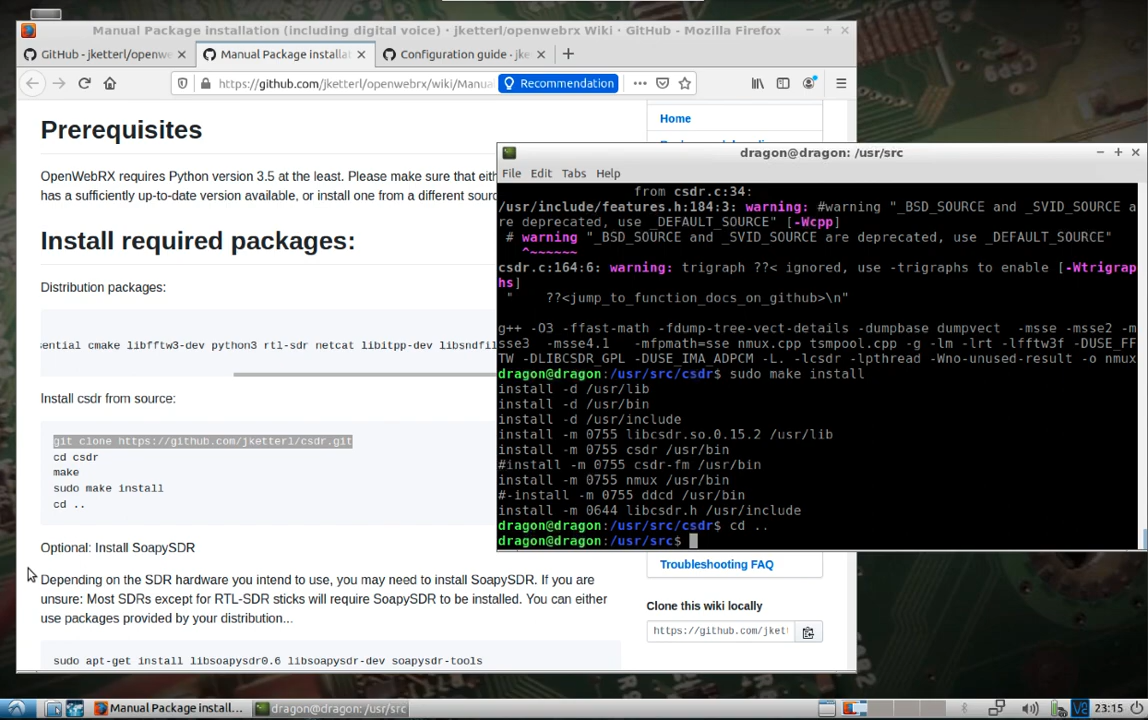 Manual Package installation (including digital voice) · jketterl/openwebrx Wiki · GitHub - Mozilla Firefox
GitHub - jketterl/openwe
Manual Package installat
Configuration guide · jke
https://github.com/jketterl/openwebrx/wiki/Manua
Recommendation
Prerequisites
OpenWebRX requires Python version 3.5 at the least. Please make sure that eit
has a sufficiently up-to-date version available, or install one from a different sour
Install required packages:
Distribution packages:
sential cmake libfftw3-dev python3 rtl-sdr netcat libitpp-dev libsndfil
Install csdr from source:
git clone https://github.com/jketterl/csdr.git
cd csdr
make
sudo make install
cd ..
Optional: Install SoapySDR
Depending on the SDR hardware you intend to use, you may need to install SoapySDR. If you are
unsure: Most SDRs except for RTL-SDR sticks will require SoapySDR to be installed. You can either
use packages provided by your distribution...
sudo apt-get install libsoapysdr0.6 libsoapysdr-dev soapysdr-tools
Home
dragon@dragon: /usr/src
File Edit Tabs Help
from csdr.c:34:
/usr/include/features.h:184:3: warning: #warning "_BSD_SOURCE and _SVID_SOURCE a
re deprecated, use _DEFAULT_SOURCE" [-Wcpp]
# warning "_BSD_SOURCE and _SVID_SOURCE are deprecated, use _DEFAULT_SOURCE"
^~~~~~~
csdr.c:164:6: warning: trigraph ??< ignored, use -trigraphs to enable [-Wtrigrap
hs]
"    ??<jump_to_function_docs_on_github>\n"
g++ -O3 -ffast-math -fdump-tree-vect-details -dumpbase dumpvect  -msse -msse2 -m
sse3  -msse4.1   -mfpmath=sse nmux.cpp tsmpool.cpp -g -lm -lrt -lfftw3f -DUSE_FF
TW -DLIBCSDR_GPL -DUSE_IMA_ADPCM -L. -lcsdr -lpthread -Wno-unused-result -o nmux
dragon@dragon:/usr/src/csdr$ sudo make install
install -d /usr/lib
install -d /usr/bin
install -d /usr/include
install -m 0755 libcsdr.so.0.15.2 /usr/lib
install -m 0755 csdr /usr/bin
#install -m 0755 csdr-fm /usr/bin
install -m 0755 nmux /usr/bin
#-install -m 0755 ddcd /usr/bin
install -m 0644 libcsdr.h /usr/include
dragon@dragon:/usr/src/csdr$ cd ..
dragon@dragon:/usr/src$
Troubleshooting FAQ
Clone this wiki locally
https://github.com/jket
Manual Package install...
dragon@dragon: /usr/src
23:15